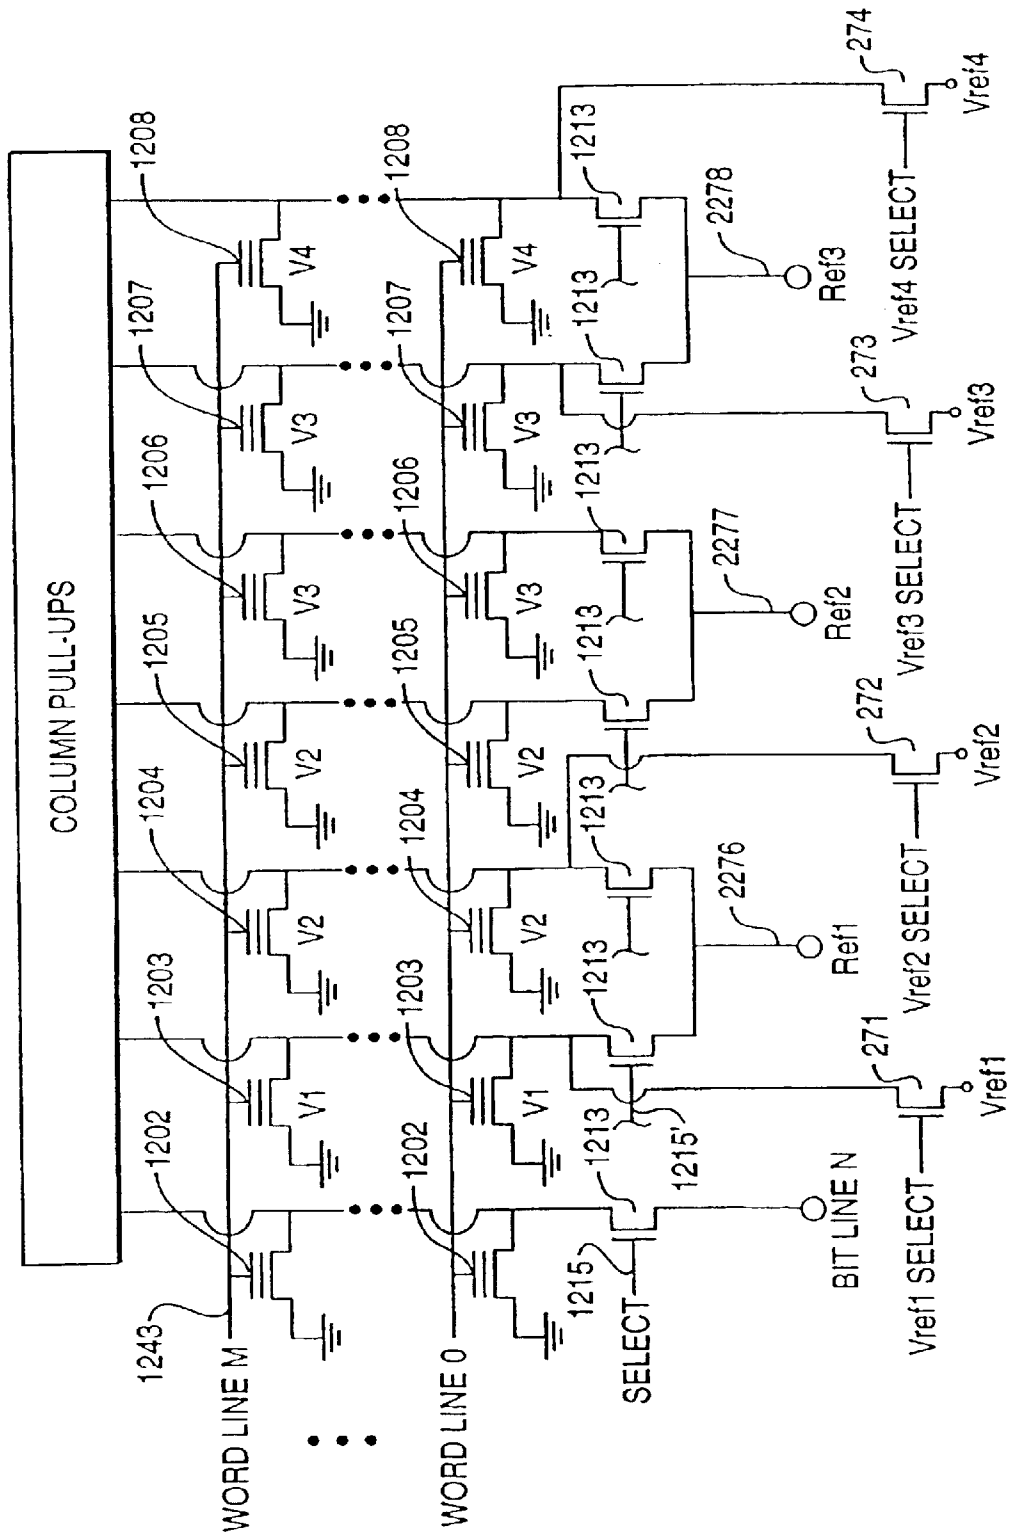 COLUMN PULL-UPS
1202 1203 1204 1205 1206 1207 1208
1243
WORD LINE M
V1 V2 V2 V3 V3 V4
1202 1203 1204 1205 1206 1207 1208
WORD LINE 0
V1 V2 V2 V3 V3 V4
1213 1213 1213 1213 1213 1213 1213
1215
SELECT
1215'
2276 2277 2278
BIT LINE N
Ref1 Ref2 Ref3
271 272 273 274
Vref1 SELECT
Vref2 SELECT
Vref3 SELECT
Vref4 SELECT
Vref1 Vref2 Vref3 Vref4